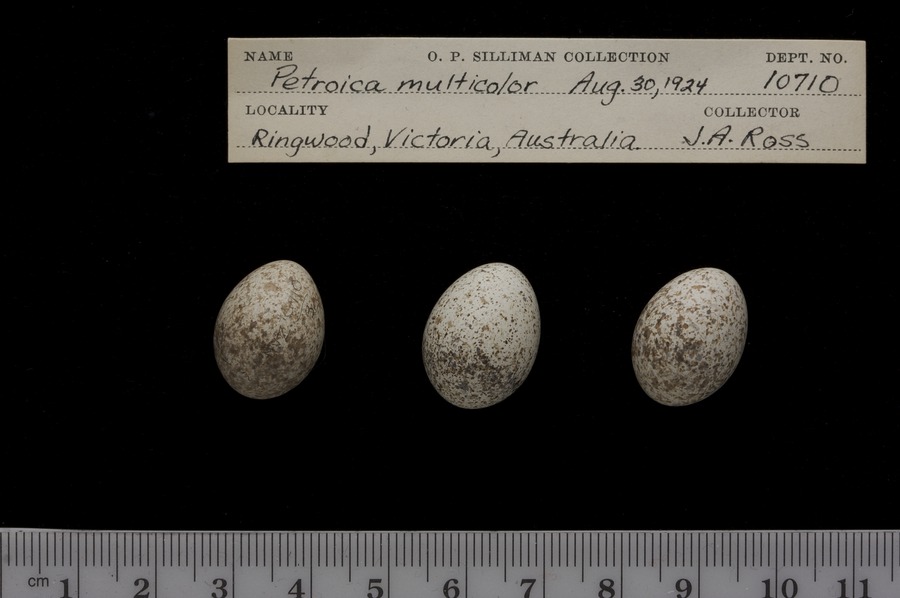 NAME O. P. SILLIMAN COLLECTION DEPT. NO.
Petroica multicolor Aug. 30, 1924 10710
LOCALITY COLLECTOR
Ringwood, Victoria, Australia. J.A. Ross
cm 1 2 3 4 5 6 7 8 9 10 11